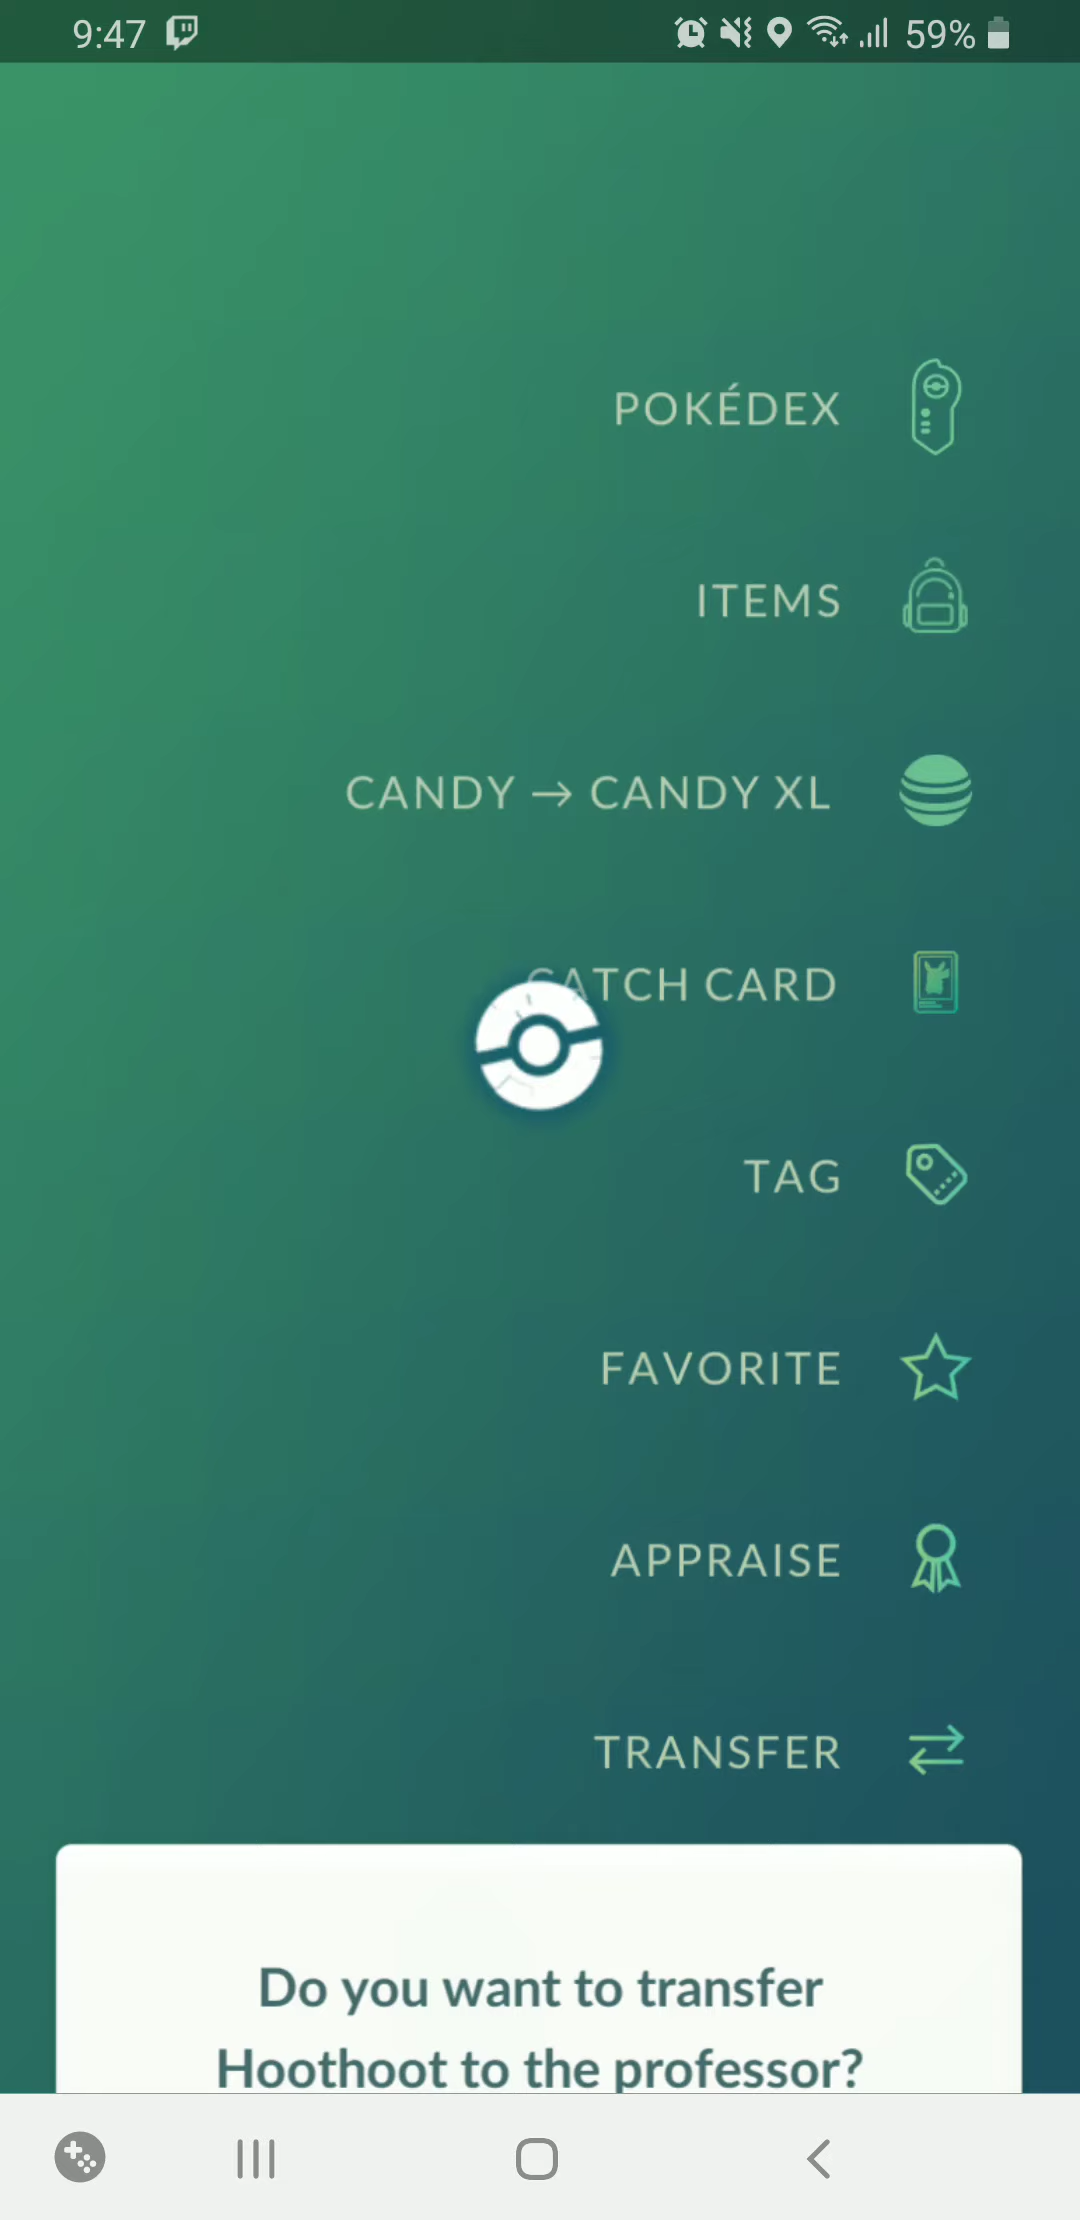 9:47
59%
POKÉDEX
ITEMS
CANDY → CANDY XL
CATCH CARD
TAG
FAVORITE
APPRAISE
TRANSFER
Do you want to transfer
Hoothoot to the professor?